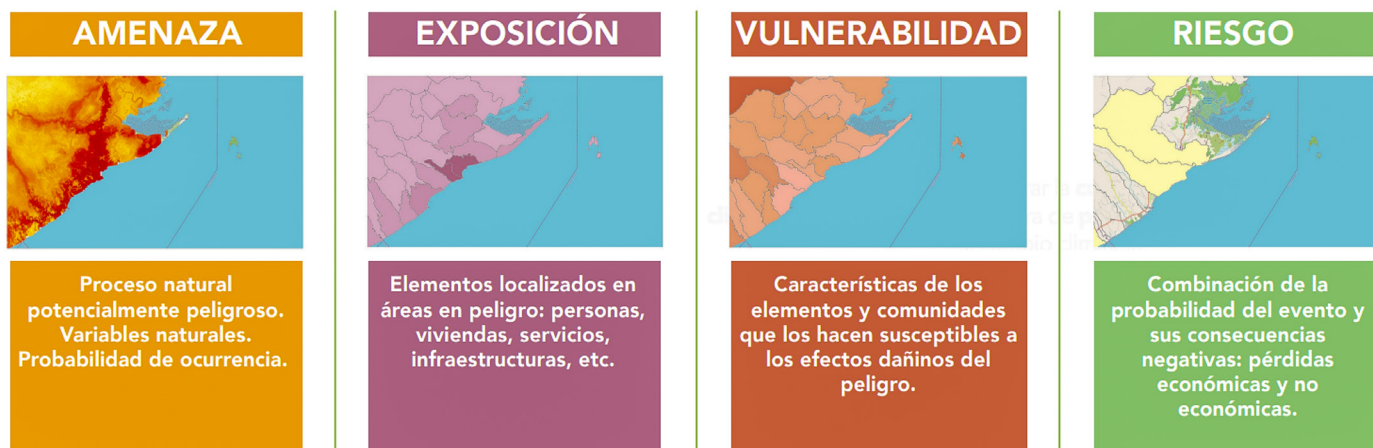 AMENAZA
EXPOSICIÓN
VULNERABILIDAD
RIESGO
Proceso natural
potencialmente peligroso.
Variables naturales.
Probabilidad de ocurrencia.
Elementos localizados en
áreas en peligro: personas,
viviendas, servicios,
infraestructuras, etc.
Características de los
elementos y comunidades
que los hacen susceptibles a
los efectos dañinos del
peligro.
Combinación de la
probabilidad del evento y
sus consecuencias
negativas: pérdidas
económicas y no
económicas.